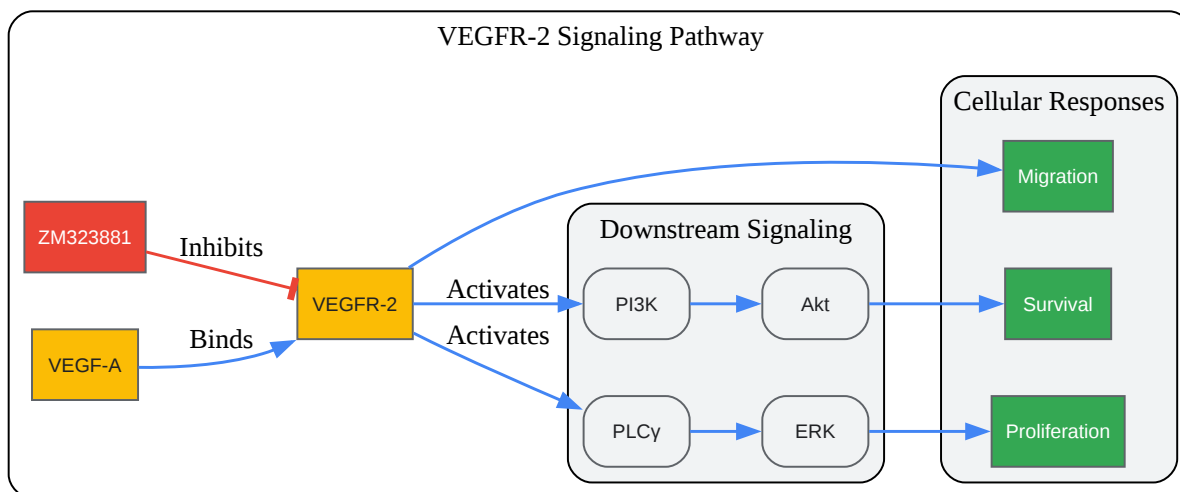 VEGFR-2 Signaling Pathway
Cellular Responses
Migration
ZM323881
Inhibits
Downstream Signaling
VEGFR-2
Activates
PI3K
Akt
Survival
Binds
Activates
VEGF-A
PLCγ
ERK
Proliferation